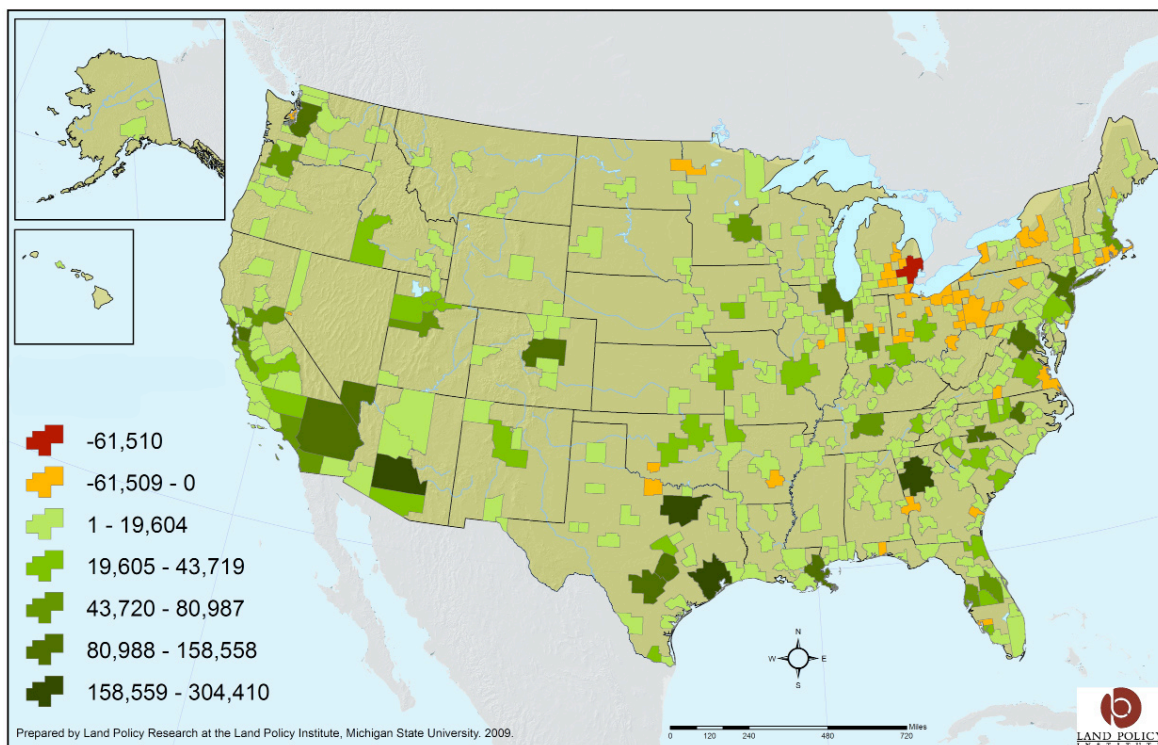 -61,510
-61,509 - 0
1 - 19,604
19,605 - 43,719
43,720 - 80,987
80,988 - 158,558
158,559 - 304,410
N
W E
S
Miles
0 120 240 480 720
Prepared by Land Policy Research at the Land Policy Institute, Michigan State University. 2009.
LAND POLICY